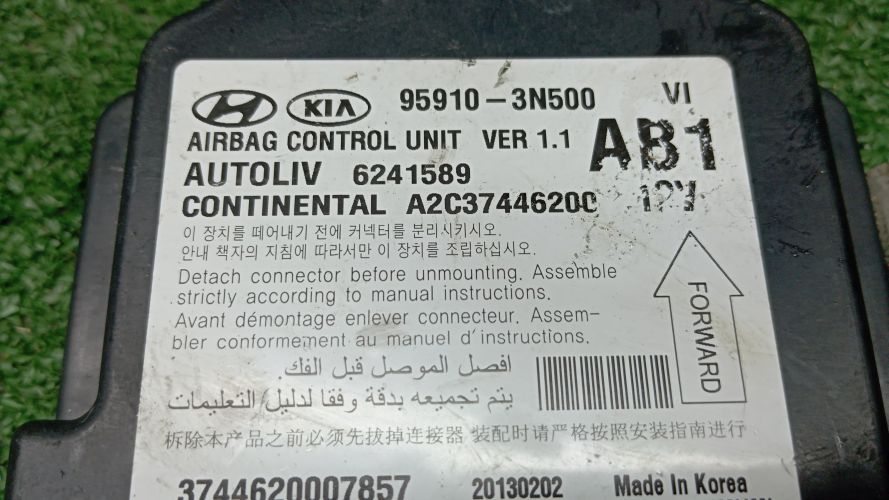 KIA 95910-3N500 VI
AIRBAG CONTROL UNIT VER 1.1 AB1
AUTOLIV 6241589
CONTINENTAL A2C37446200 12V
이 장치를 떼어내기 전에 커넥터를 분리시키시오.
안내 책자의 지침에 따라서만 이 장치를 조립하십시오.
Detach connector before unmounting. Assemble
strictly according to manual instructions.
Avant démontage enlever connecteur. Assem-
bler conformement au manuel d'instructions.
FORWARD
افصل الموصل قبل الفك.
يتم تجميعه بدقة وفقا لدليل/التعليمات
拆除本产品之前必须先拔掉连接器 装配时请严格按照安装指南进行
3744620007857 20130202 Made In Korea